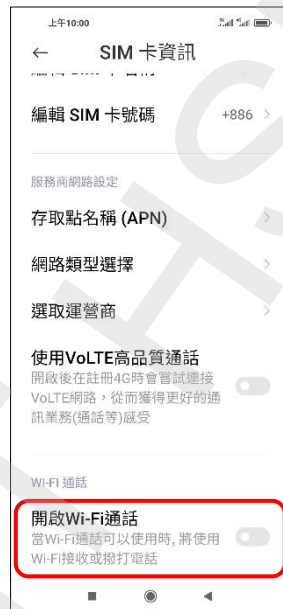 上午10:00
SIM 卡資訊
編輯 SIM 卡號碼 +886
服務商網路設定
存取點名稱 (APN)
網路類型選擇
選取運營商
使用VoLTE高品質通話
開啟後在註冊4G時會嘗試連接
VoLTE網路，從而獲得更好的通
訊業務(通話等)感受
WI-FI 通話
開啟Wi-Fi通話
當Wi-Fi通話可以使用時, 將使用
Wi-Fi接收或撥打電話